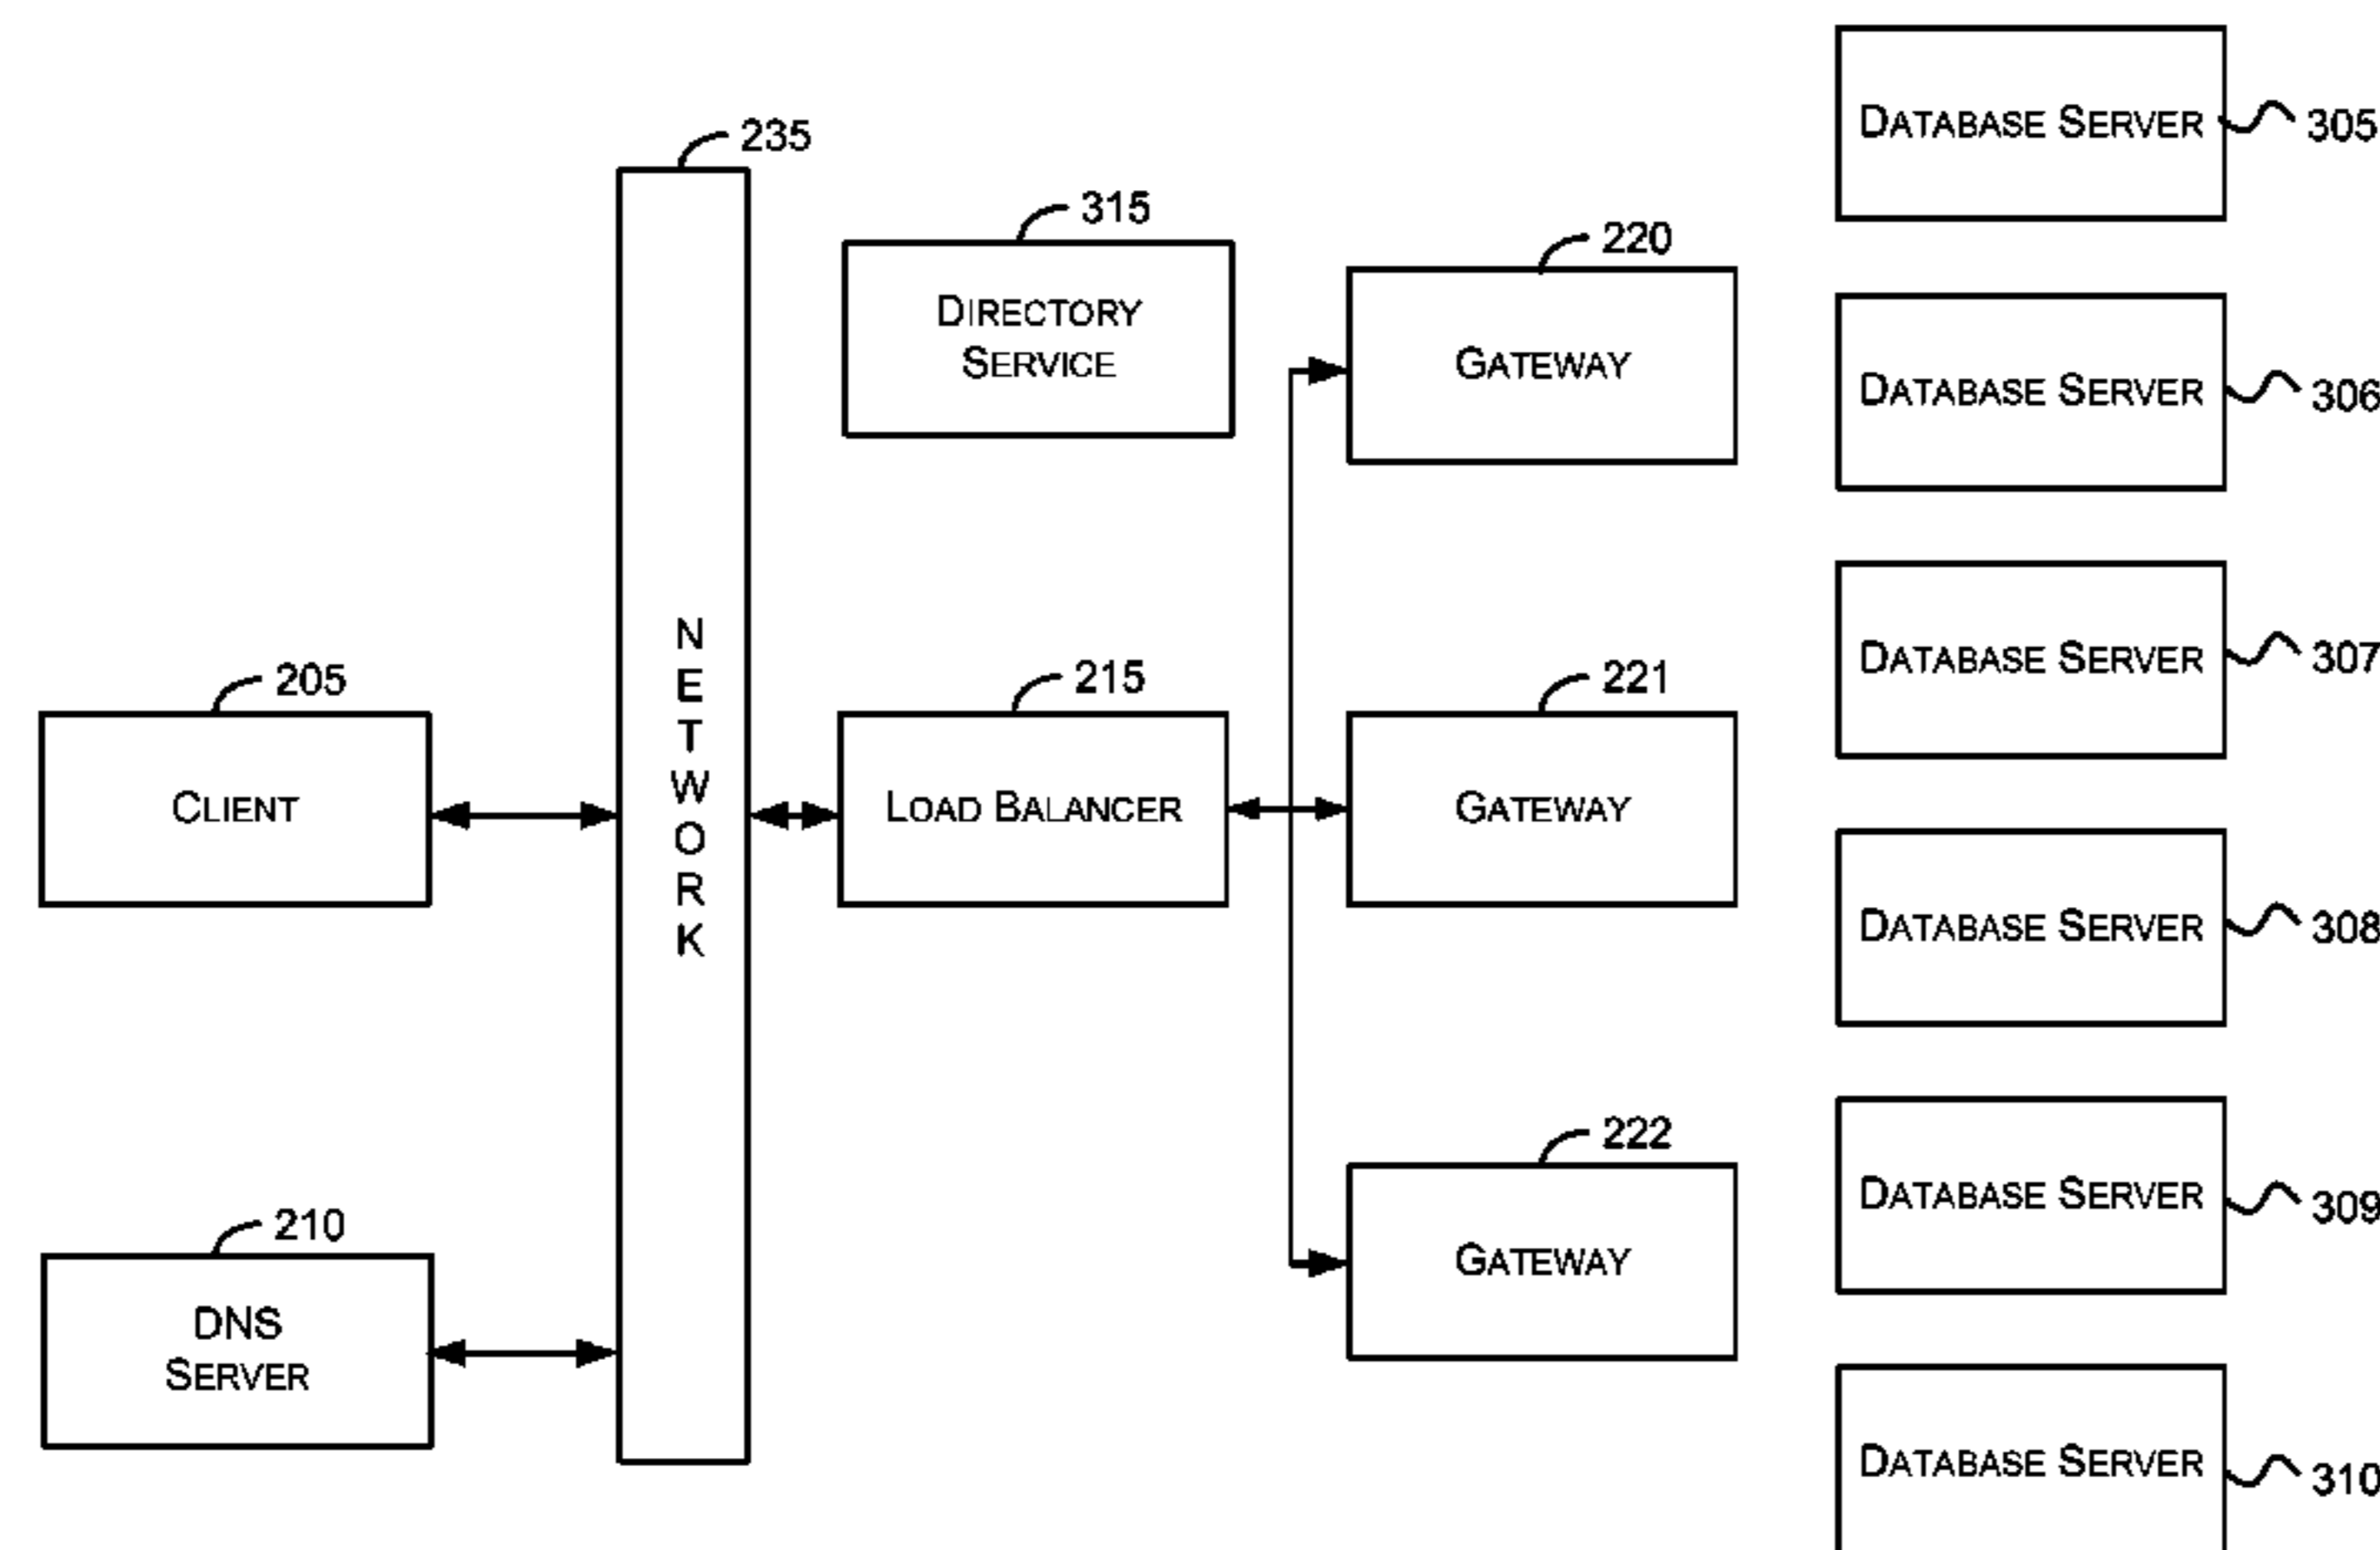 235
315
DIRECTORY
SERVICE
220
GATEWAY
DATABASE SERVER
305
DATABASE SERVER
306
DATABASE SERVER
307
205
CLIENT
N
E
T
W
O
R
K
215
LOAD BALANCER
221
GATEWAY
DATABASE SERVER
308
210
DNS
SERVER
222
GATEWAY
DATABASE SERVER
309
DATABASE SERVER
310